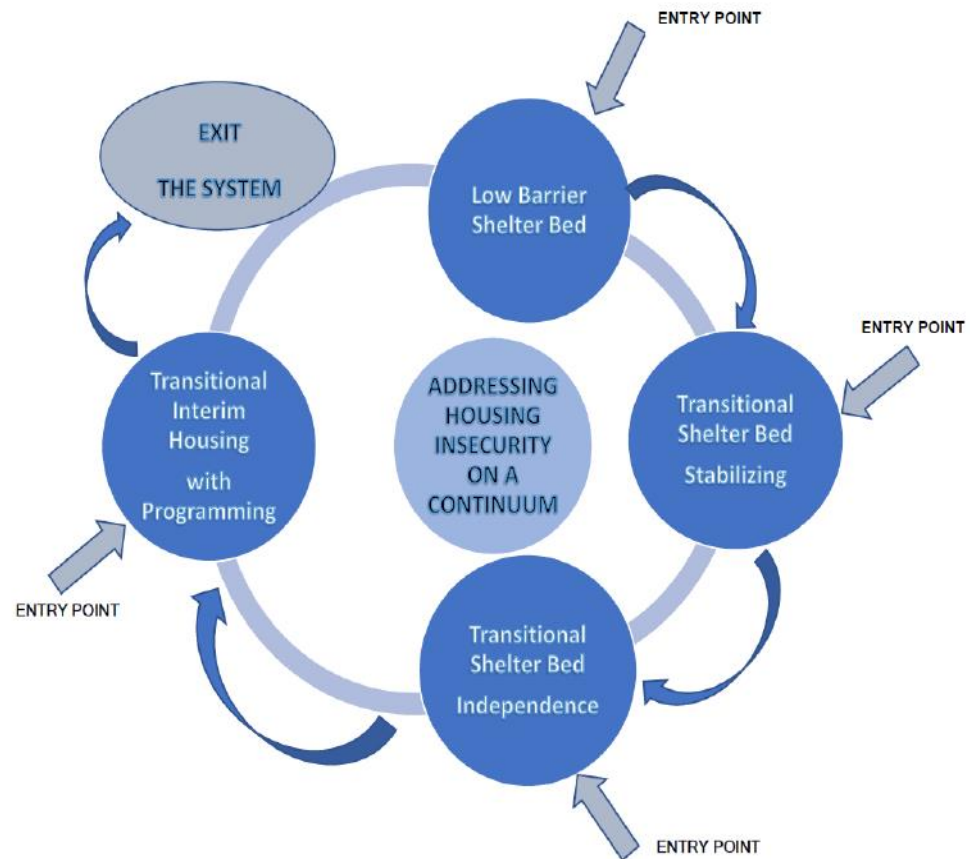 ENTRY POINT
EXIT
THE SYSTEM
Low Barrier
Shelter Bed
ENTRY POINT
Transitional
Shelter Bed
Stabilizing
ADDRESSING
HOUSING
INSECURITY
ON A
CONTINUUM
Transitional
Interim
Housing
with
Programming
ENTRY POINT
Transitional
Shelter Bed
Independence
ENTRY POINT